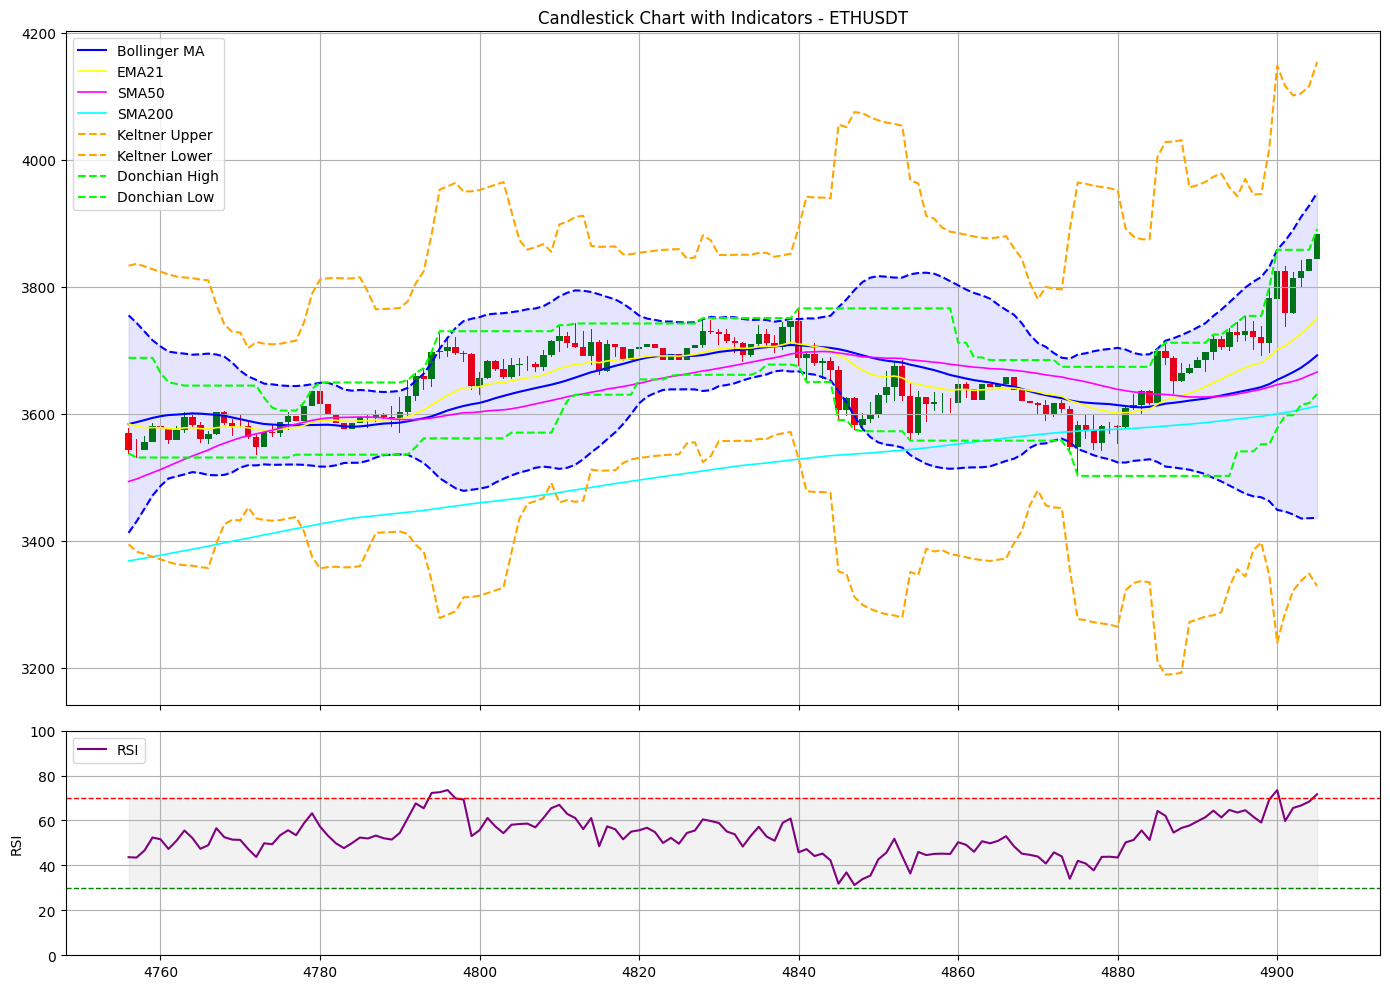 Candlestick Chart with Indicators - ETHUSDT
4200
4000
3800
3600
3400
3200
Bollinger MA
EMA21
SMA50
SMA200
Keltner Upper
Keltner Lower
Donchian High
Donchian Low
100
80
60
40
20
0
RSI
RSI
4760 4780 4800 4820 4840 4860 4880 4900